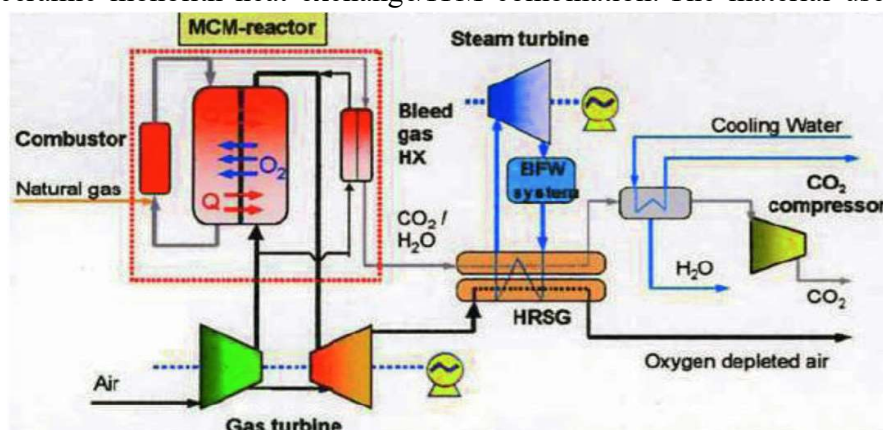 MCM-reactor
Steam turbine
Combustor
Bleed
gas
HX
O2
Q
Natural gas
BFW
system
Cooling Water
CO2
compressor
CO2 /
H2O
H2O
CO2
HRSG
Oxygen depleted air
Air
Gas turbine